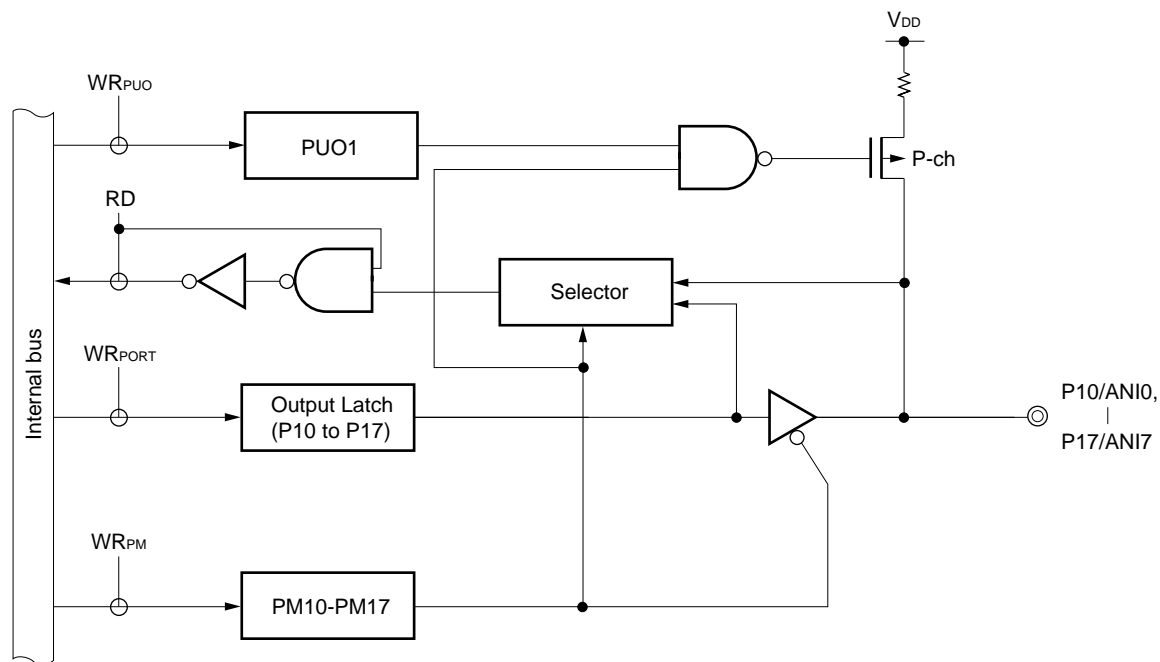 VDD
WRPUO
PUO1
P-ch
RD
Selector
Internal bus
WRPORT
Output Latch
(P10 to P17)
P10/ANI0,
P17/ANI7
WRPM
PM10-PM17